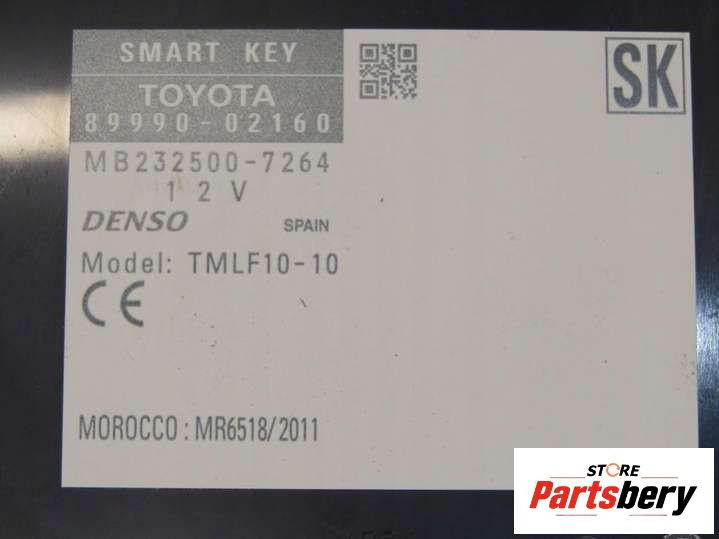 SMART KEY
SK
TOYOTA
89990-02160
MB232500-7264
12V
DENSO SPAIN
Model: TMLF10-10
CE
MOROCCO : MR6518/2011
STORE
Partsbery